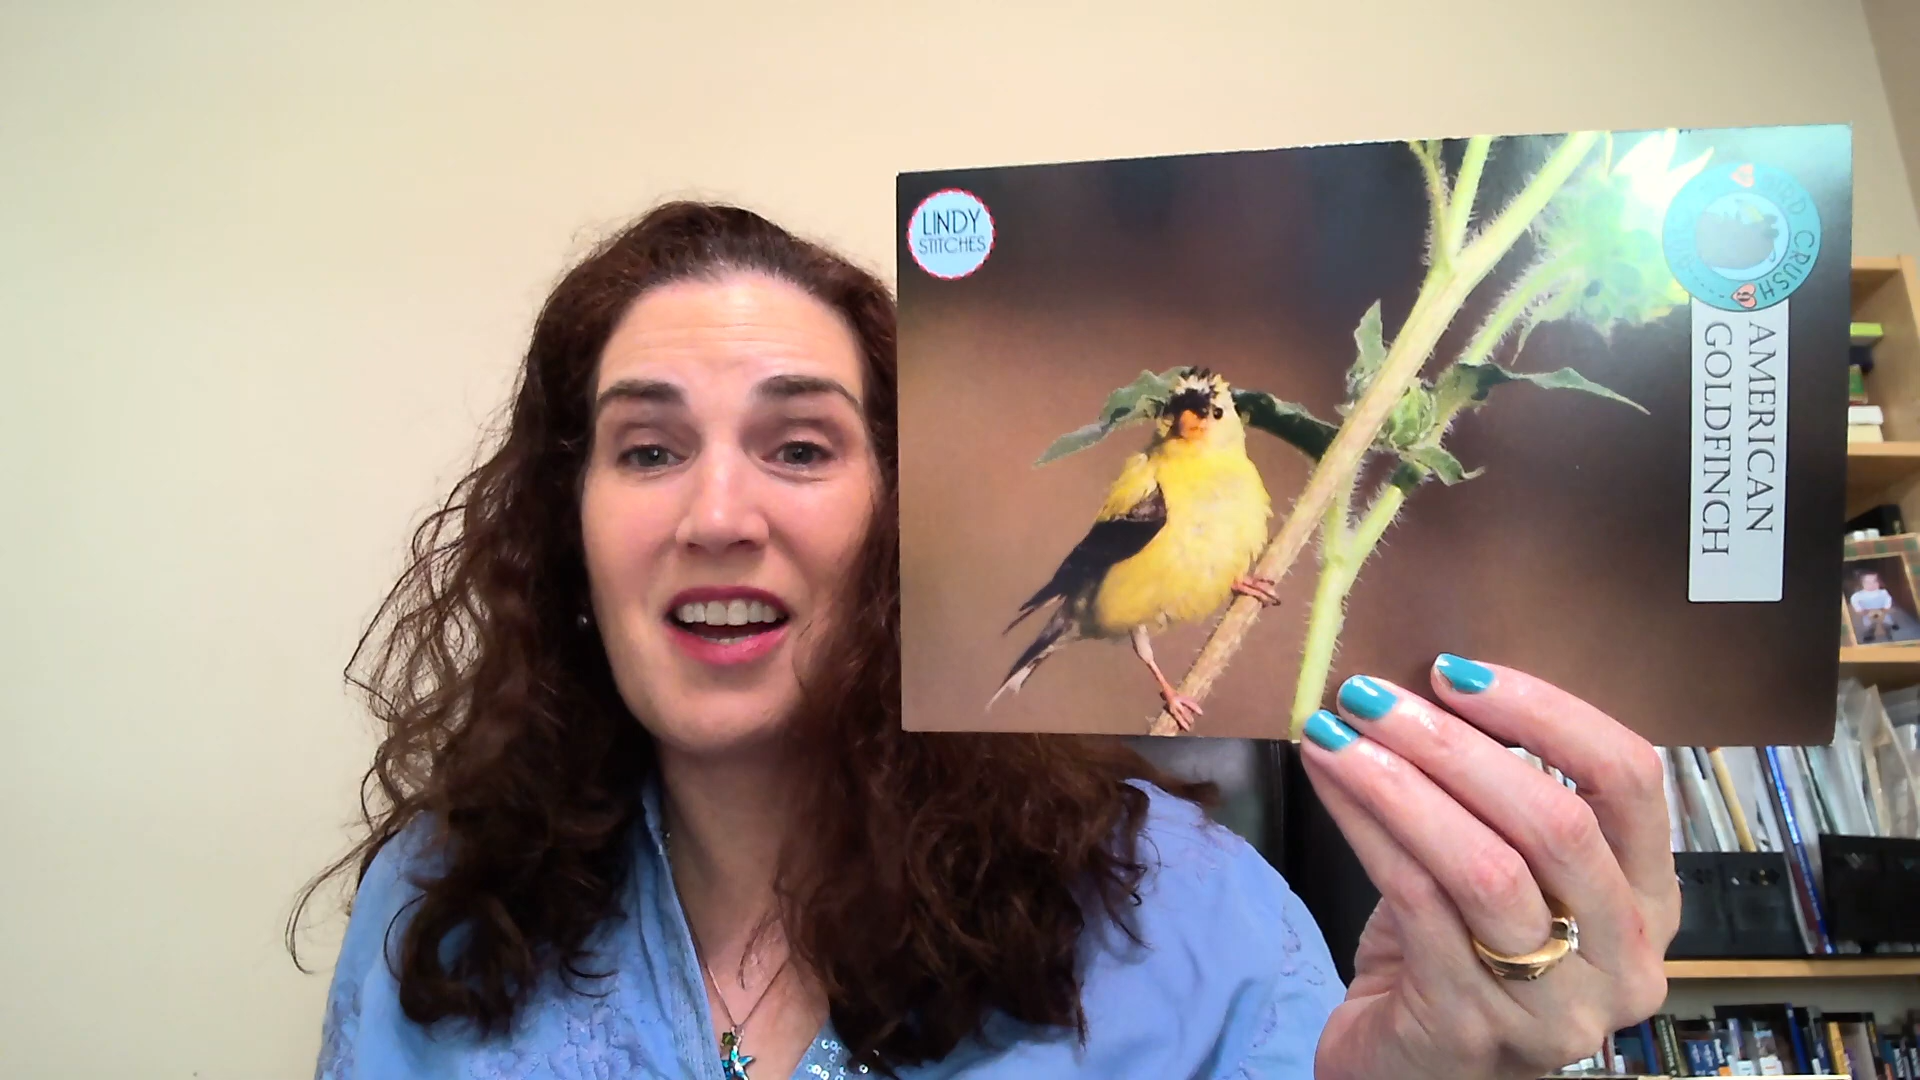 LINDY
STITCHES
BIRD CRUSH
AMERICAN
GOLDFINCH